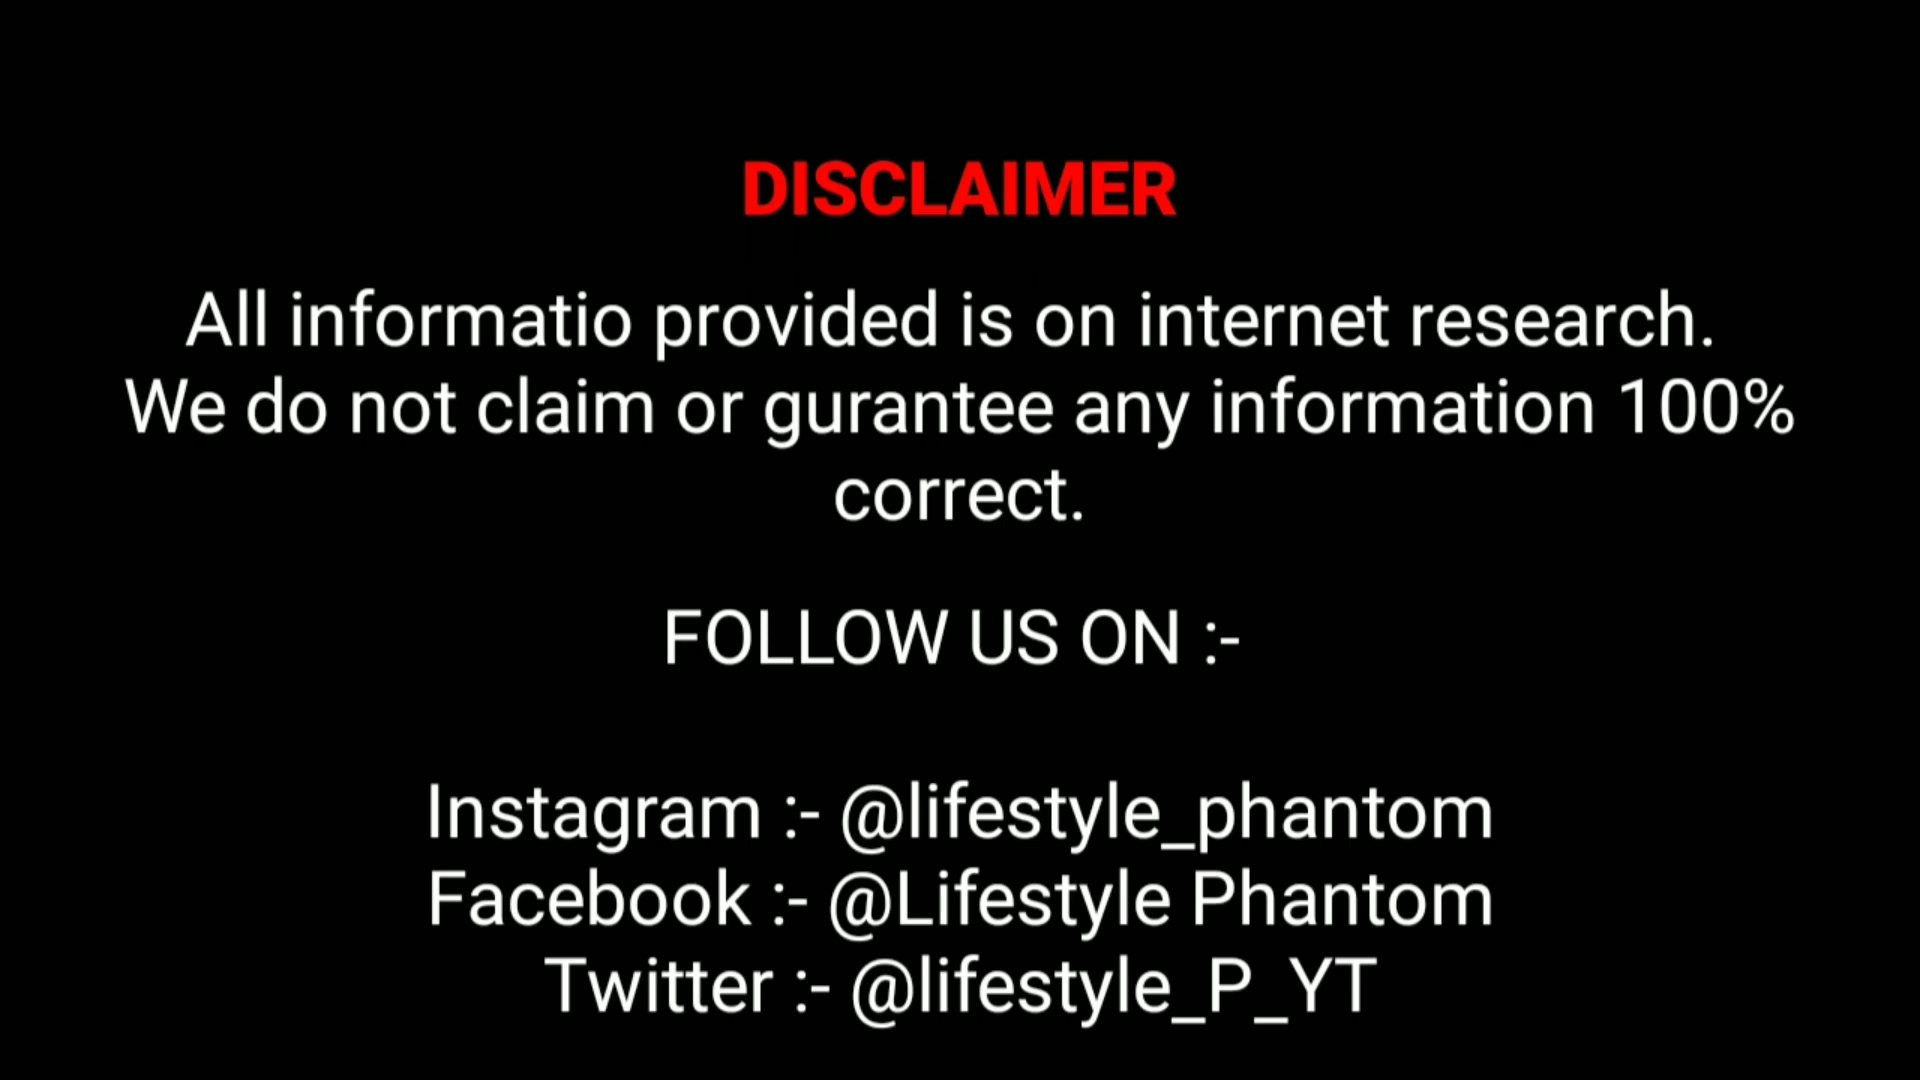 DISCLAIMER
All informatio provided is on internet research.
We do not claim or gurantee any information 100%
correct.
FOLLOW US ON :-
Instagram :- @lifestyle_phantom
Facebook :- @Lifestyle Phantom
Twitter :- @lifestyle_P_YT